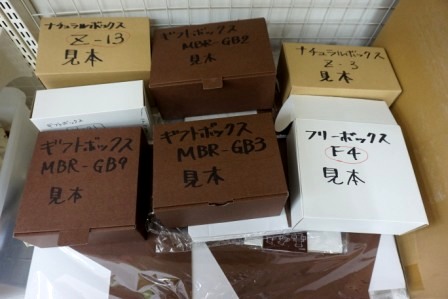 ナチュラルボックス
Z-13
見本
ギフトボックス
MBR-GB2
見本
ナチュラルボックス
Z-3
見本
ギフトボックス
MBR-GB9
見本
ギフトボックス
MBR-GB3
見本
フリーボックス
F4
見本